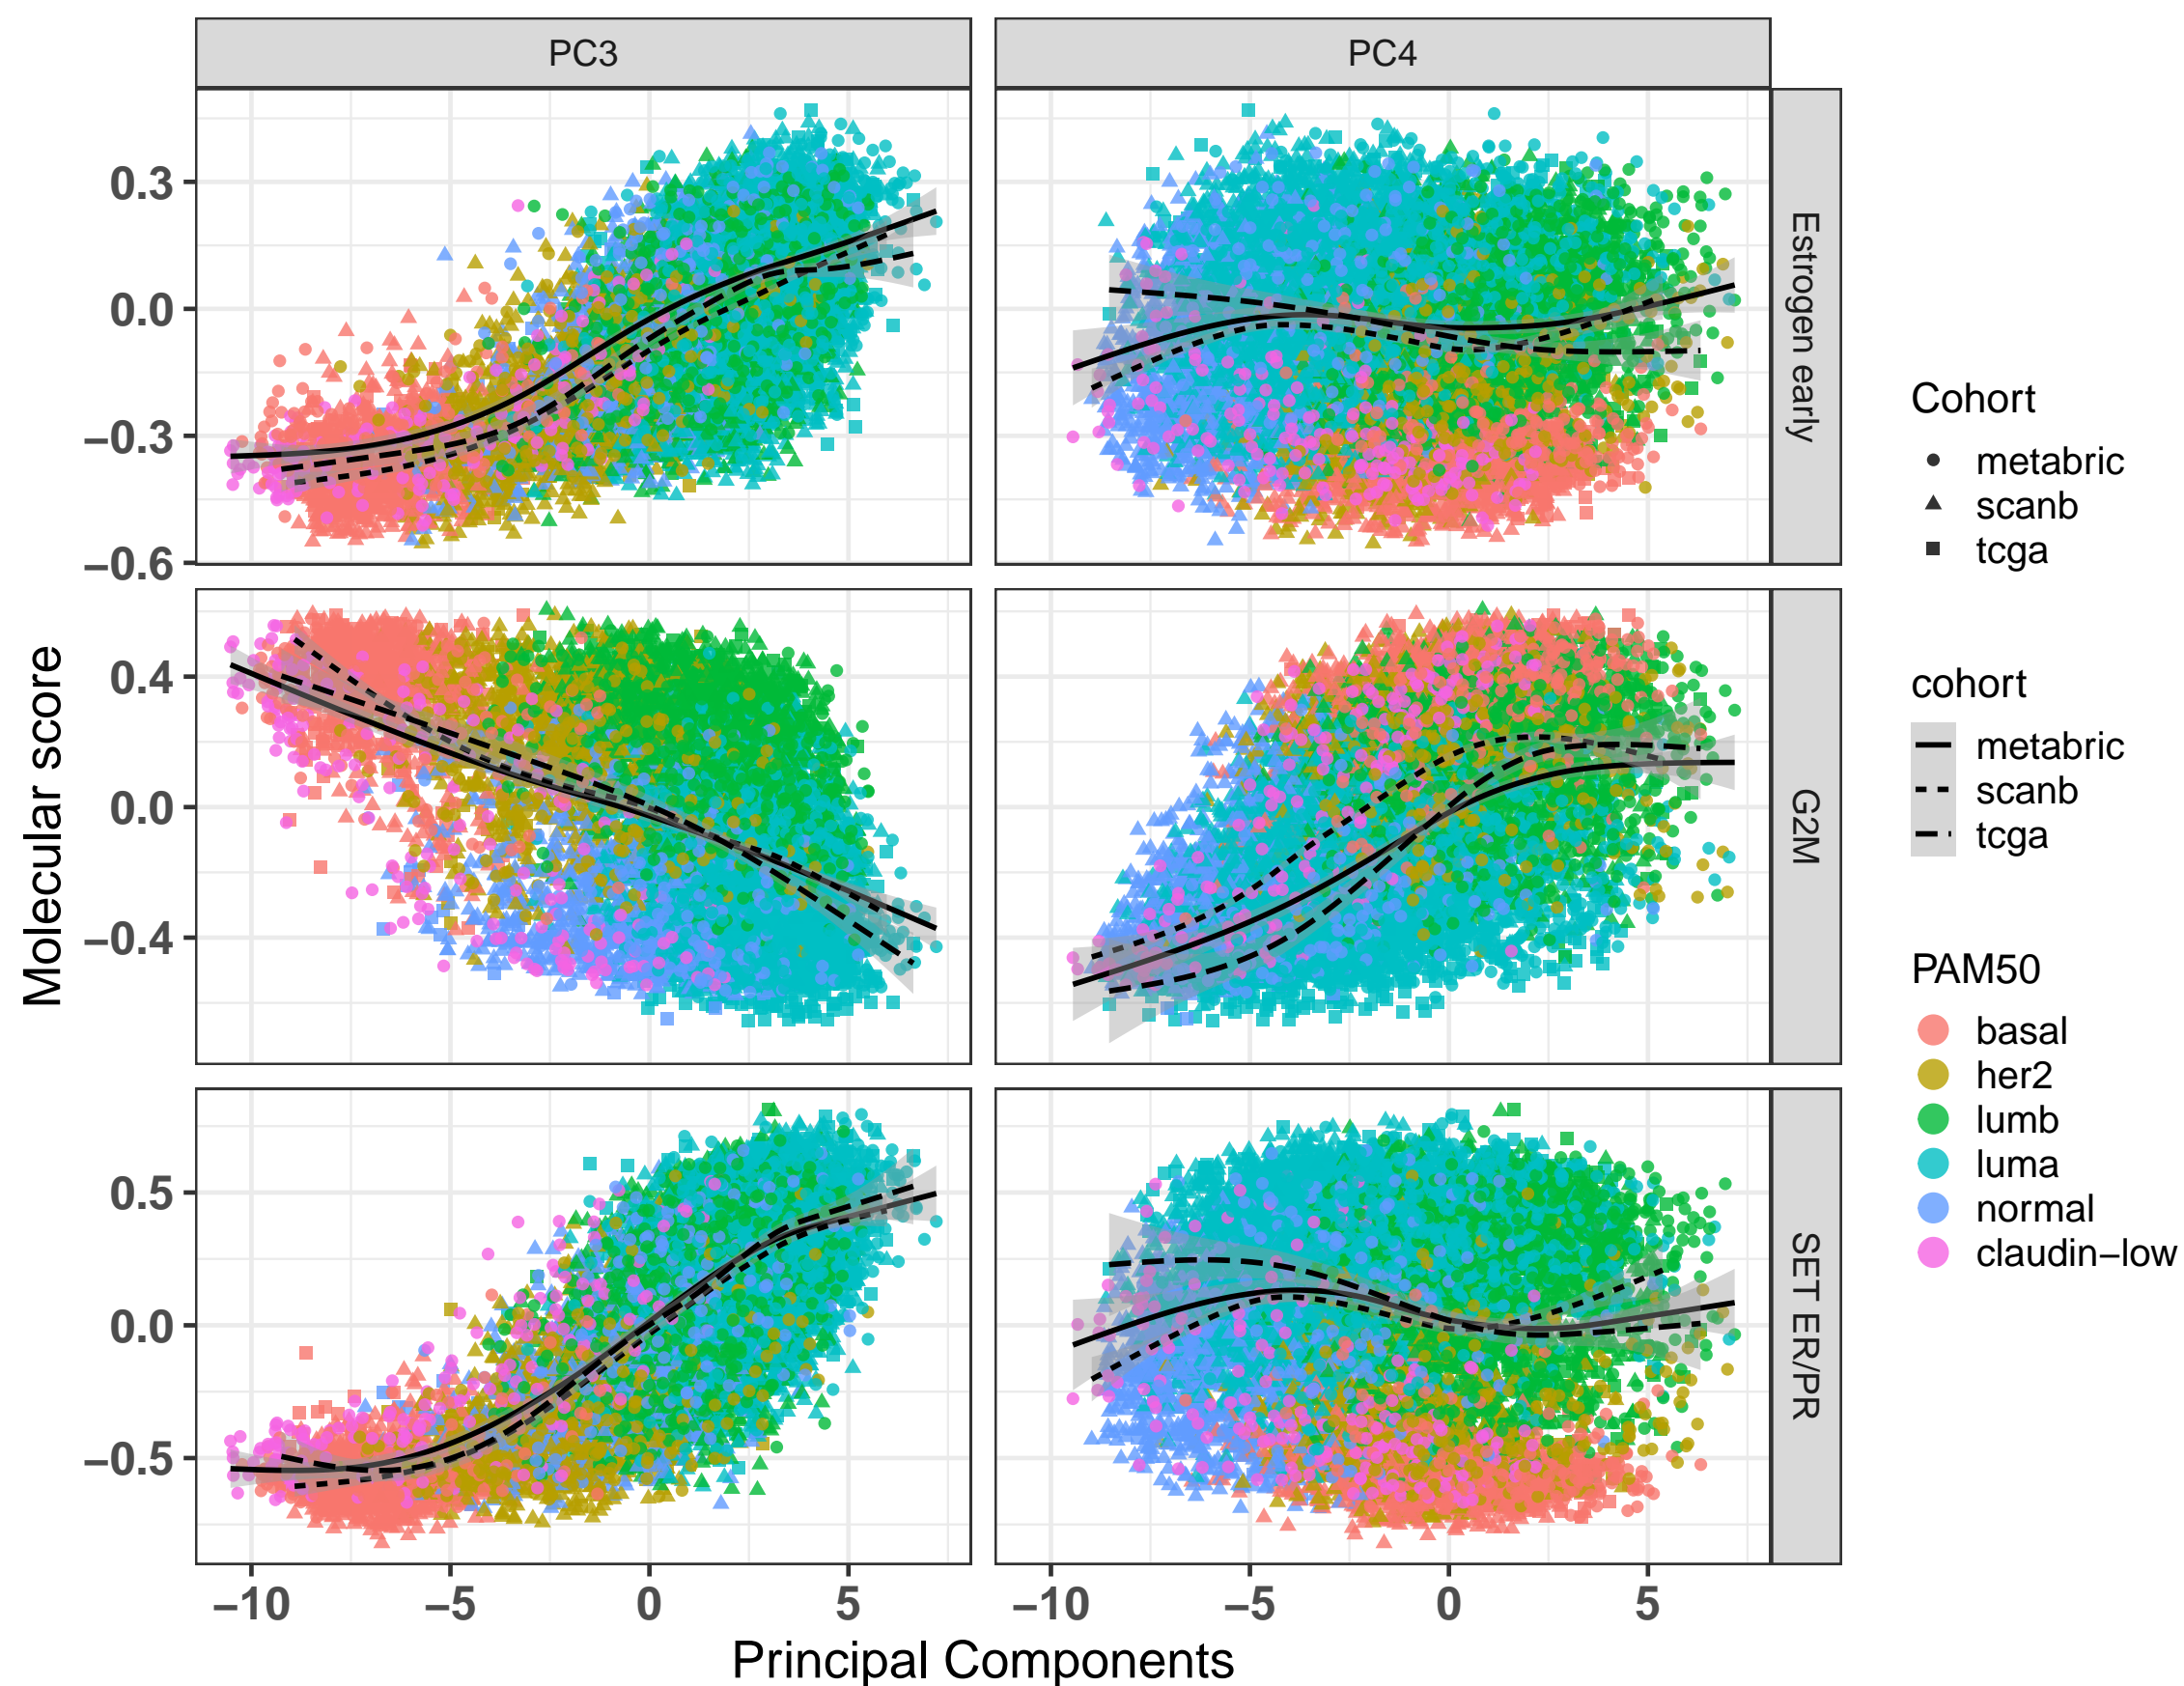 PC3
PC4
0.3
0.0
−0.3
−0.6
Estrogen early
0.4
0.0
−0.4
G2M
0.5
0.0
−0.5
SET ER/PR
−10
−5
0
5
−10
−5
0
5
Molecular score
Principal Components
Cohort
metabric
scanb
tcga
cohort
metabric
scanb
tcga
PAM50
basal
her2
lumb
luma
normal
claudin−low